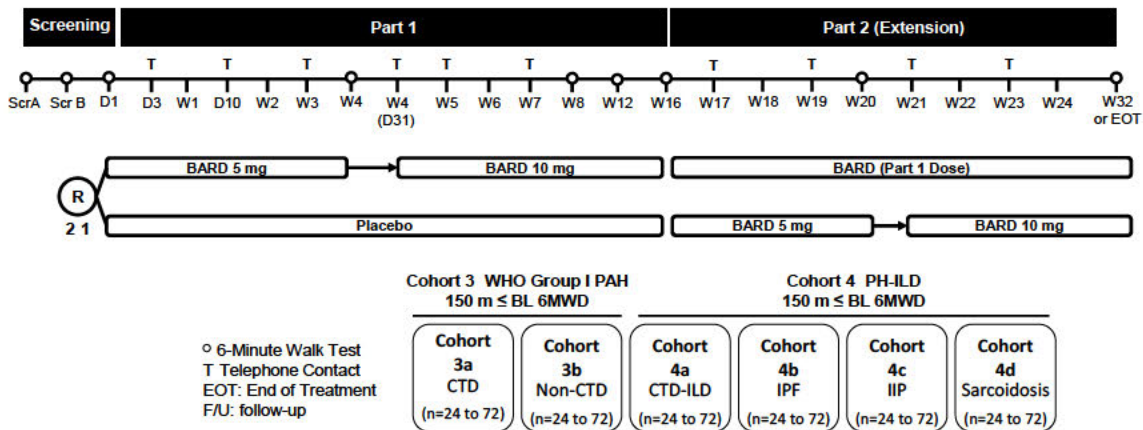 Screening Part 1 Part 2 (Extension)
T T T T T T T T T T
ScrA Scr B D1 D3 W1 D10 W2 W3 W4 W4 W5 W6 W7 W8 W12 W16 W17 W18 W19 W20 W21 W22 W23 W24 W32
(D31) or EOT
BARD 5 mg BARD 10 mg BARD (Part 1 Dose)
R
2 1
Placebo BARD 5 mg BARD 10 mg
Cohort 3 WHO Group I PAH
150 m ≤ BL 6MWD
Cohort 4 PH-ILD
150 m ≤ BL 6MWD
6-Minute Walk Test
T Telephone Contact
EOT: End of Treatment
F/U: follow-up
Cohort
3a
CTD
(n=24 to 72)
Cohort
3b
Non-CTD
(n=24 to 72)
Cohort
4a
CTD-ILD
(n=24 to 72)
Cohort
4b
IPF
(n=24 to 72)
Cohort
4c
IIP
(n=24 to 72)
Cohort
4d
Sarcoidosis
(n=24 to 72)